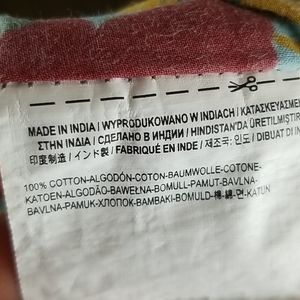 MADE IN INDIA / WYPRODUKOWANO W INDIACH / ΚΑΤΑΣΚΕΥΑΣΜΕ
ΣΤΗΝ ΙΝΔΙΑ / СДЕЛАНО В ИНДИИ / HINDISTAN'DA ÜRETILMIŞTIR
印度制造 / インド製 / FABRIQUÉ EN INDE / 제조국: 인도 / DIBUAT DI IN
100% COTTON-ALGODÓN-COTON-BAUMWOLLE-COTONE-
KATOEN-ALGODÃO-BAWEŁNA-BOMULL-PAMUT-BAVLNA-
BAVLNA-PAMUK-ХЛОПОК-ΒΑΜΒΑΚΙ-BOMULD-棉-綿-면-KATUN